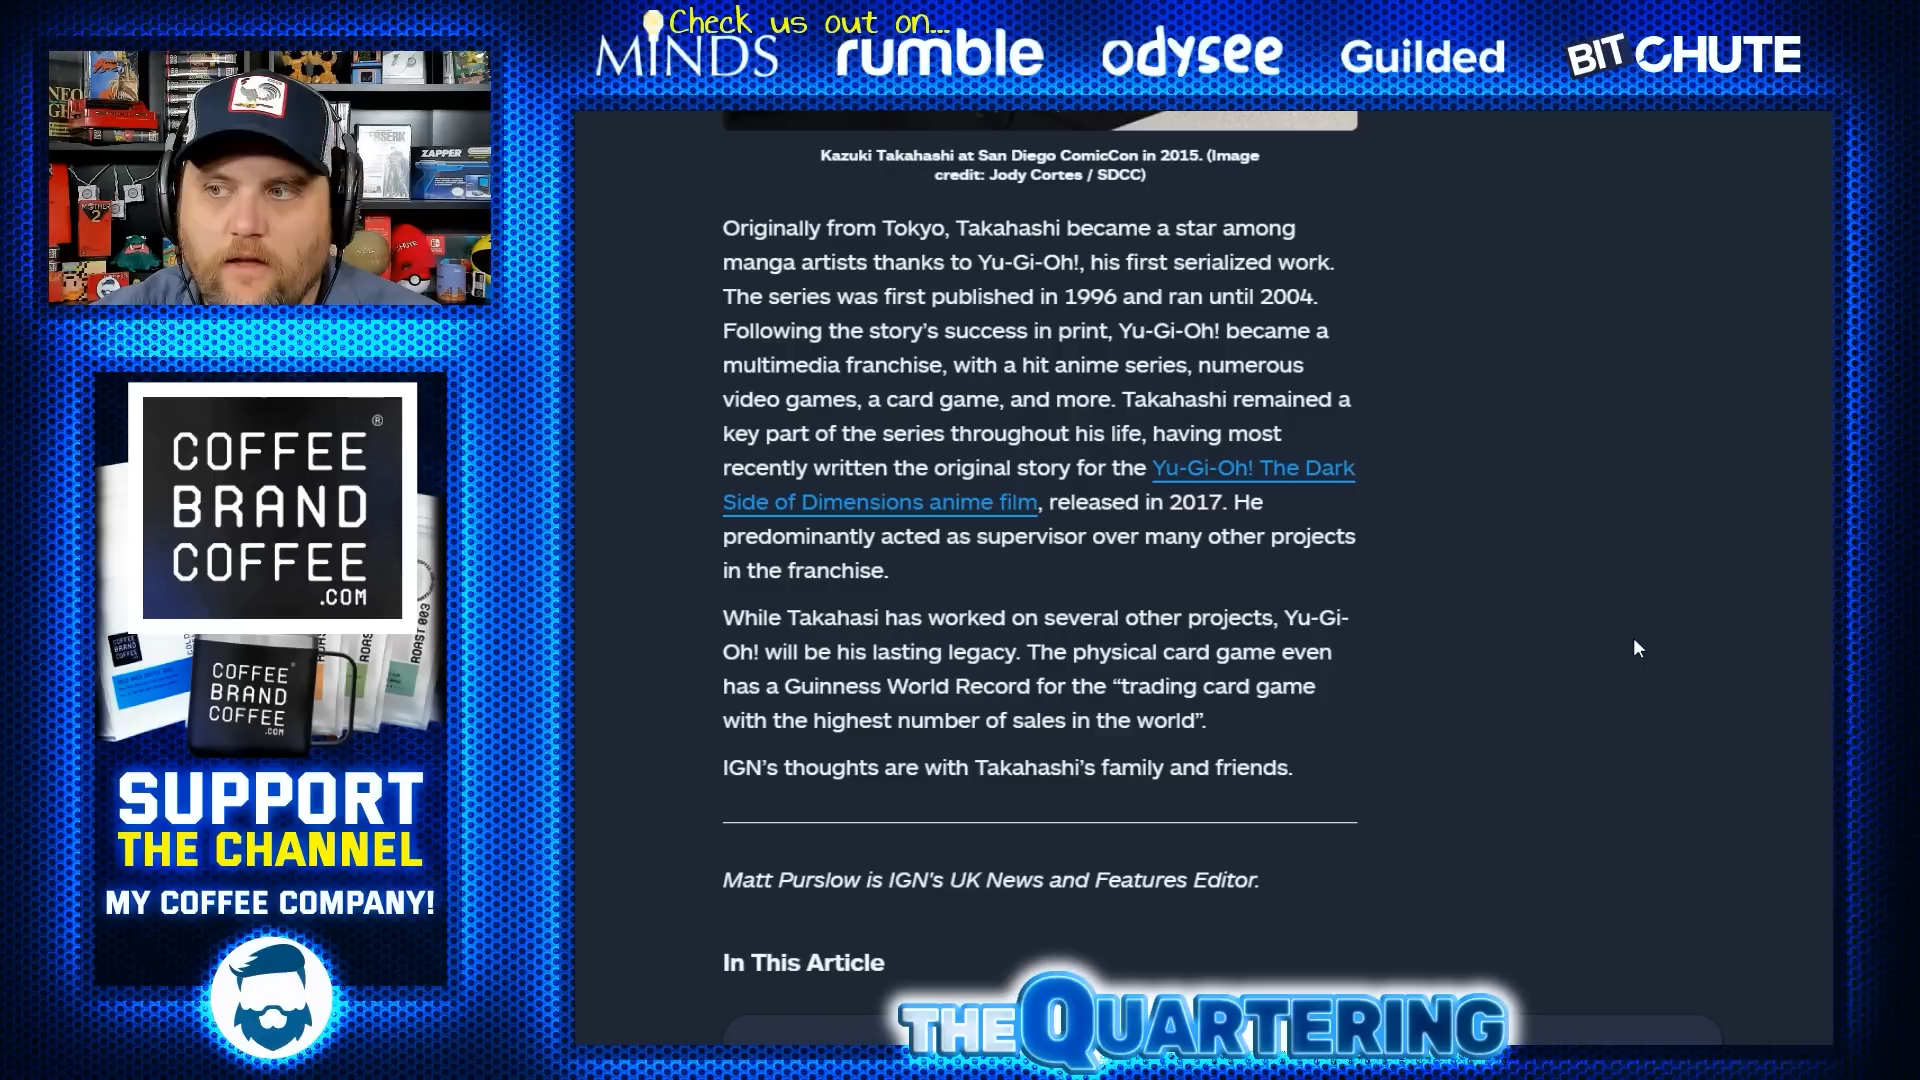 Check us out on...
MINDS
rumble
odysee
Guilded
BITCHUTE
ZAPPER
MOTHER
2
Kazuki Takahashi at San Diego ComicCon in 2015. (Image
credit: Jody Cortes / SDCC)
Originally from Tokyo, Takahashi became a star among
manga artists thanks to Yu-Gi-Oh!, his first serialized work.
The series was first published in 1996 and ran until 2004.
Following the story’s success in print, Yu-Gi-Oh! became a
multimedia franchise, with a hit anime series, numerous
video games, a card game, and more. Takahashi remained a
key part of the series throughout his life, having most
recently written the original story for the Yu-Gi-Oh! The Dark
Side of Dimensions anime film, released in 2017. He
predominantly acted as supervisor over many other projects
in the franchise.
While Takahasi has worked on several other projects, Yu-Gi-
Oh! will be his lasting legacy. The physical card game even
has a Guinness World Record for the “trading card game
with the highest number of sales in the world”.
IGN’s thoughts are with Takahashi’s family and friends.
Matt Purslow is IGN's UK News and Features Editor.
In This Article
COFFEE®
BRAND
COFFEE
.COM
ROAST 003
COFFEE®
BRAND
COFFEE
.COM
SUPPORT
THE CHANNEL
MY COFFEE COMPANY!
THE QUARTERING